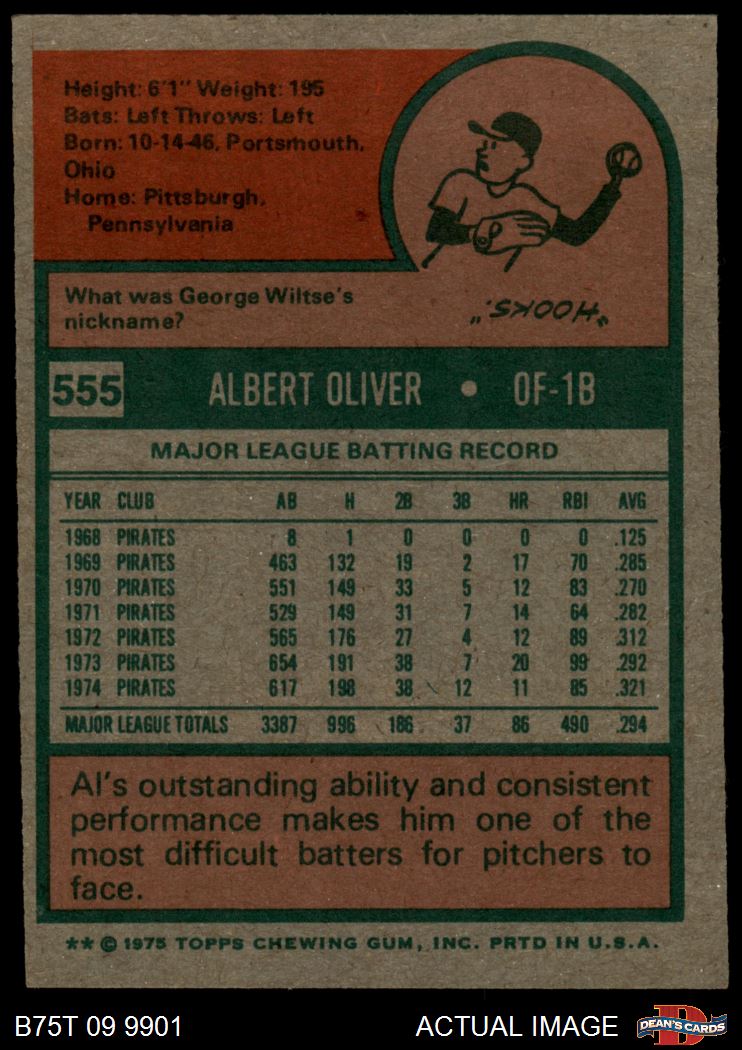 Height: 6'1" Weight: 195
Bats: Left Throws: Left
Born: 10-14-46, Portsmouth,
Ohio
Home: Pittsburgh,
Pennsylvania
What was George Wiltse's
nickname?
"HOOKS."
555 ALBERT OLIVER • OF-1B
MAJOR LEAGUE BATTING RECORD
YEAR CLUB AB H 2B 3B HR RBI AVG
1968 PIRATES 8 1 0 0 0 0 .125
1969 PIRATES 463 132 19 2 17 70 .285
1970 PIRATES 551 149 33 5 12 83 .270
1971 PIRATES 529 149 31 7 14 64 .282
1972 PIRATES 565 176 27 4 12 89 .312
1973 PIRATES 654 191 38 7 20 99 .292
1974 PIRATES 617 198 38 12 11 85 .321
MAJOR LEAGUE TOTALS 3387 996 186 37 86 490 .294
Al's outstanding ability and consistent
performance makes him one of the
most difficult batters for pitchers to
face.
** © 1975 TOPPS CHEWING GUM, INC. PRTD IN U.S.A.
B75T 09 9901 ACTUAL IMAGE D DEAN'S CARDS